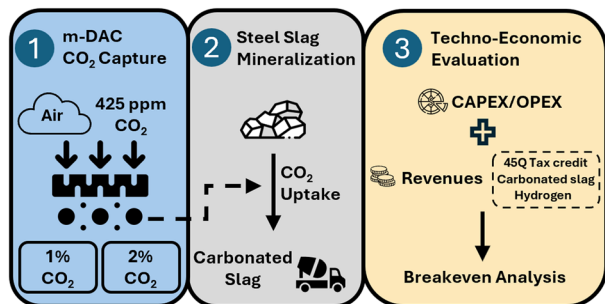 1
m-DAC
CO₂ Capture
Air
425 ppm
CO₂
1%
CO₂
2%
CO₂
2
Steel Slag
Mineralization
CO₂
Uptake
Carbonated
Slag
3
Techno-Economic
Evaluation
CAPEX/OPEX
Revenues
45Q Tax credit
Carbonated slag
Hydrogen
Breakeven Analysis